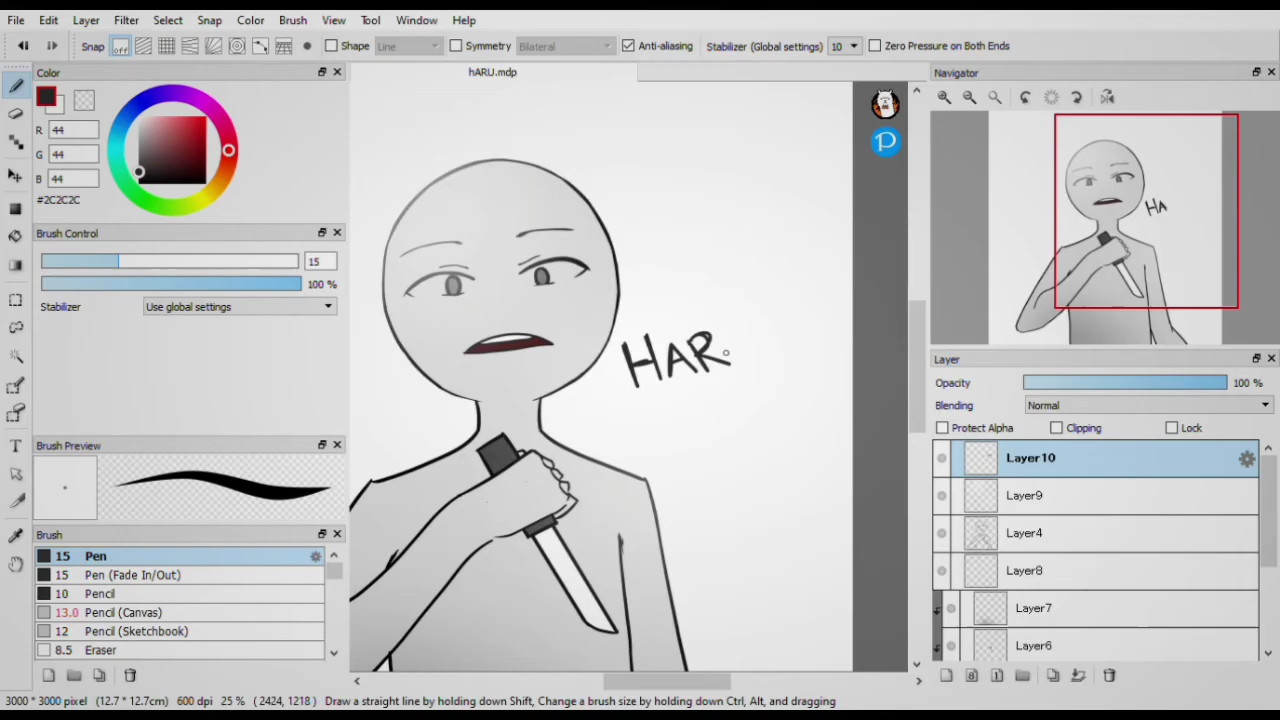 File Edit Layer Filter Select Snap Color Brush View Tool Window Help
Snap off Shape Line Symmetry Bilateral Anti-aliasing Stabilizer (Global settings) 10 Zero Pressure on Both Ends
Color
R 44
G 44
B 44
#2C2C2C
Brush Control
15
100 %
Stabilizer Use global settings
Brush Preview
Brush
15 Pen
15 Pen (Fade In/Out)
10 Pencil
13.0 Pencil (Canvas)
12 Pencil (Sketchbook)
8.5 Eraser
hARU.mdp
HAR
Navigator
HA
Layer
Opacity 100 %
Blending Normal
Protect Alpha Clipping Lock
Layer10
Layer9
Layer4
Layer8
Layer7
Layer6
3000 * 3000 pixel (12.7 * 12.7cm) 600 dpi 25 % ( 2424, 1218 ) Draw a straight line by holding down Shift, Change a brush size by holding down Ctrl, Alt, and dragging